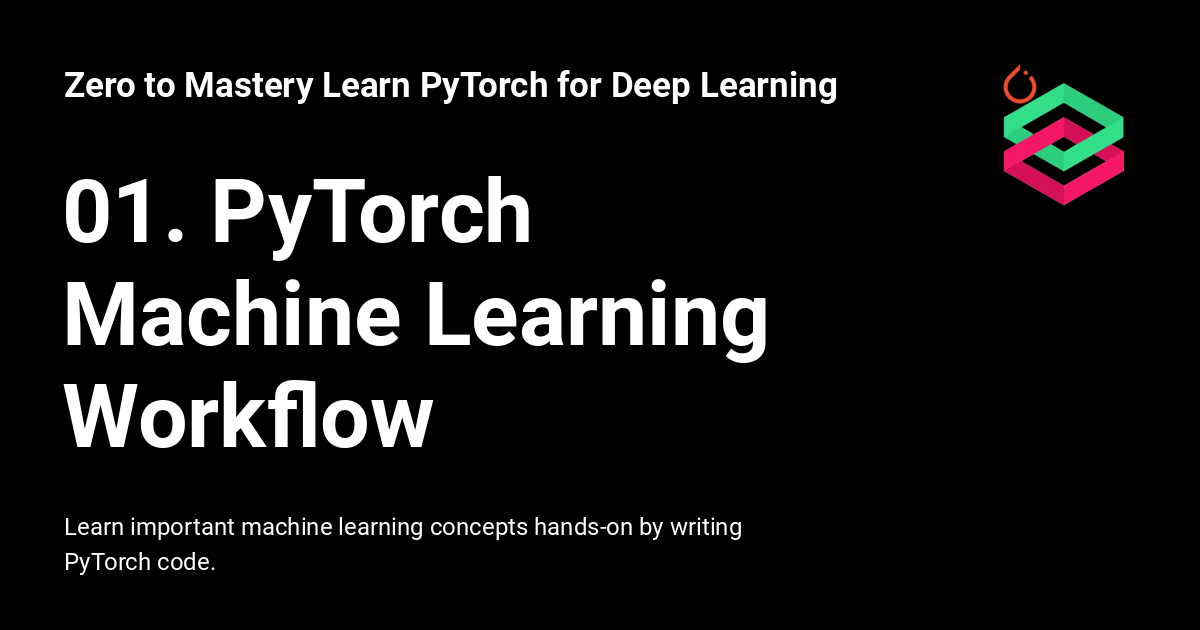 Zero to Mastery Learn PyTorch for Deep Learning
01. PyTorch
Machine Learning
Workflow
Learn important machine learning concepts hands-on by writing
PyTorch code.